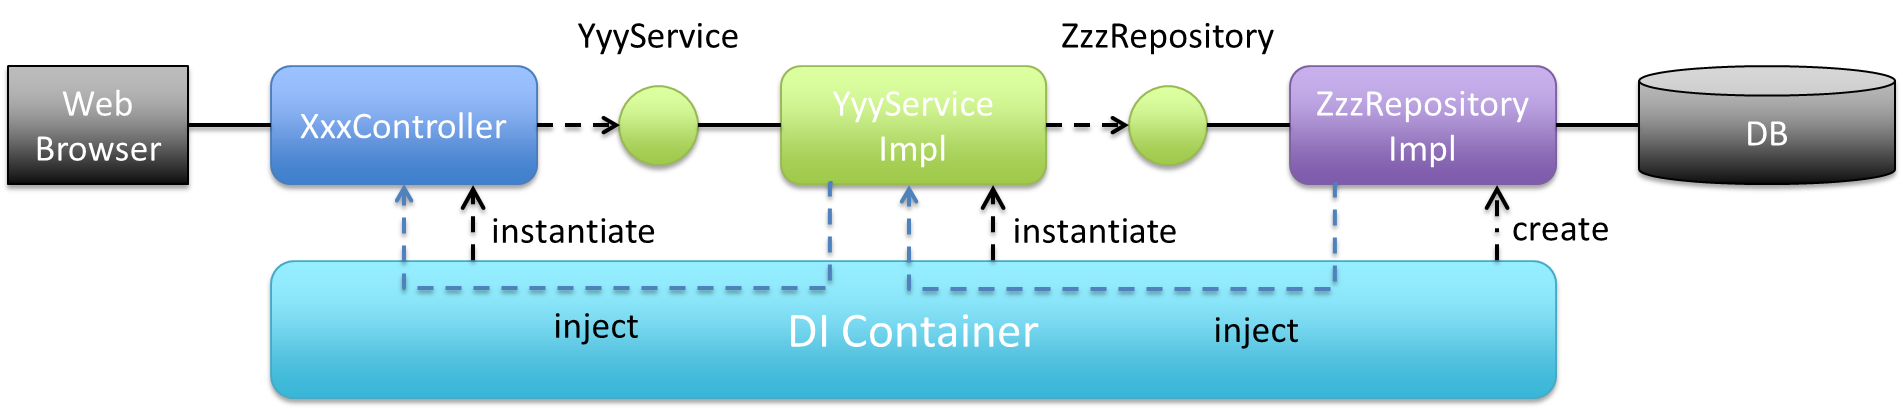 YyyService
ZzzRepository
Web
Browser
XxxController
YyyService
Impl
ZzzRepository
Impl
DB
instantiate
instantiate
create
inject
DI Container
inject